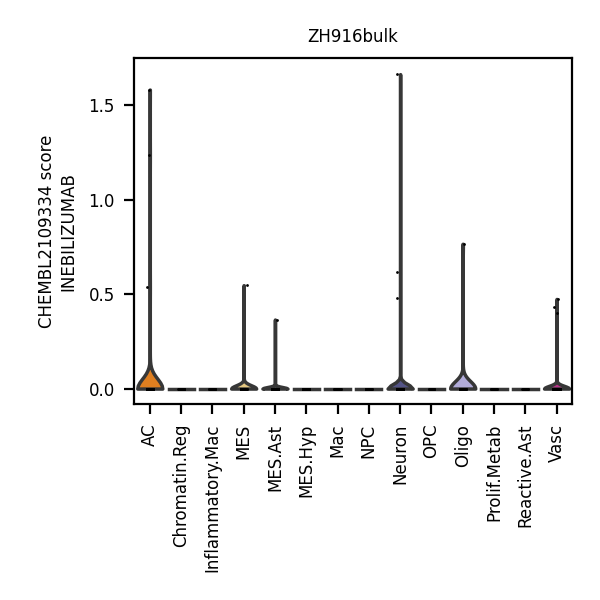 ZH916bulk
CHEMBL2109334 score
INEBILIZUMAB
1.5
1.0
0.5
0.0
AC
Chromatin.Reg
Inflammatory.Mac
MES
MES.Ast
MES.Hyp
Mac
NPC
Neuron
OPC
Oligo
Prolif.Metab
Reactive.Ast
Vasc